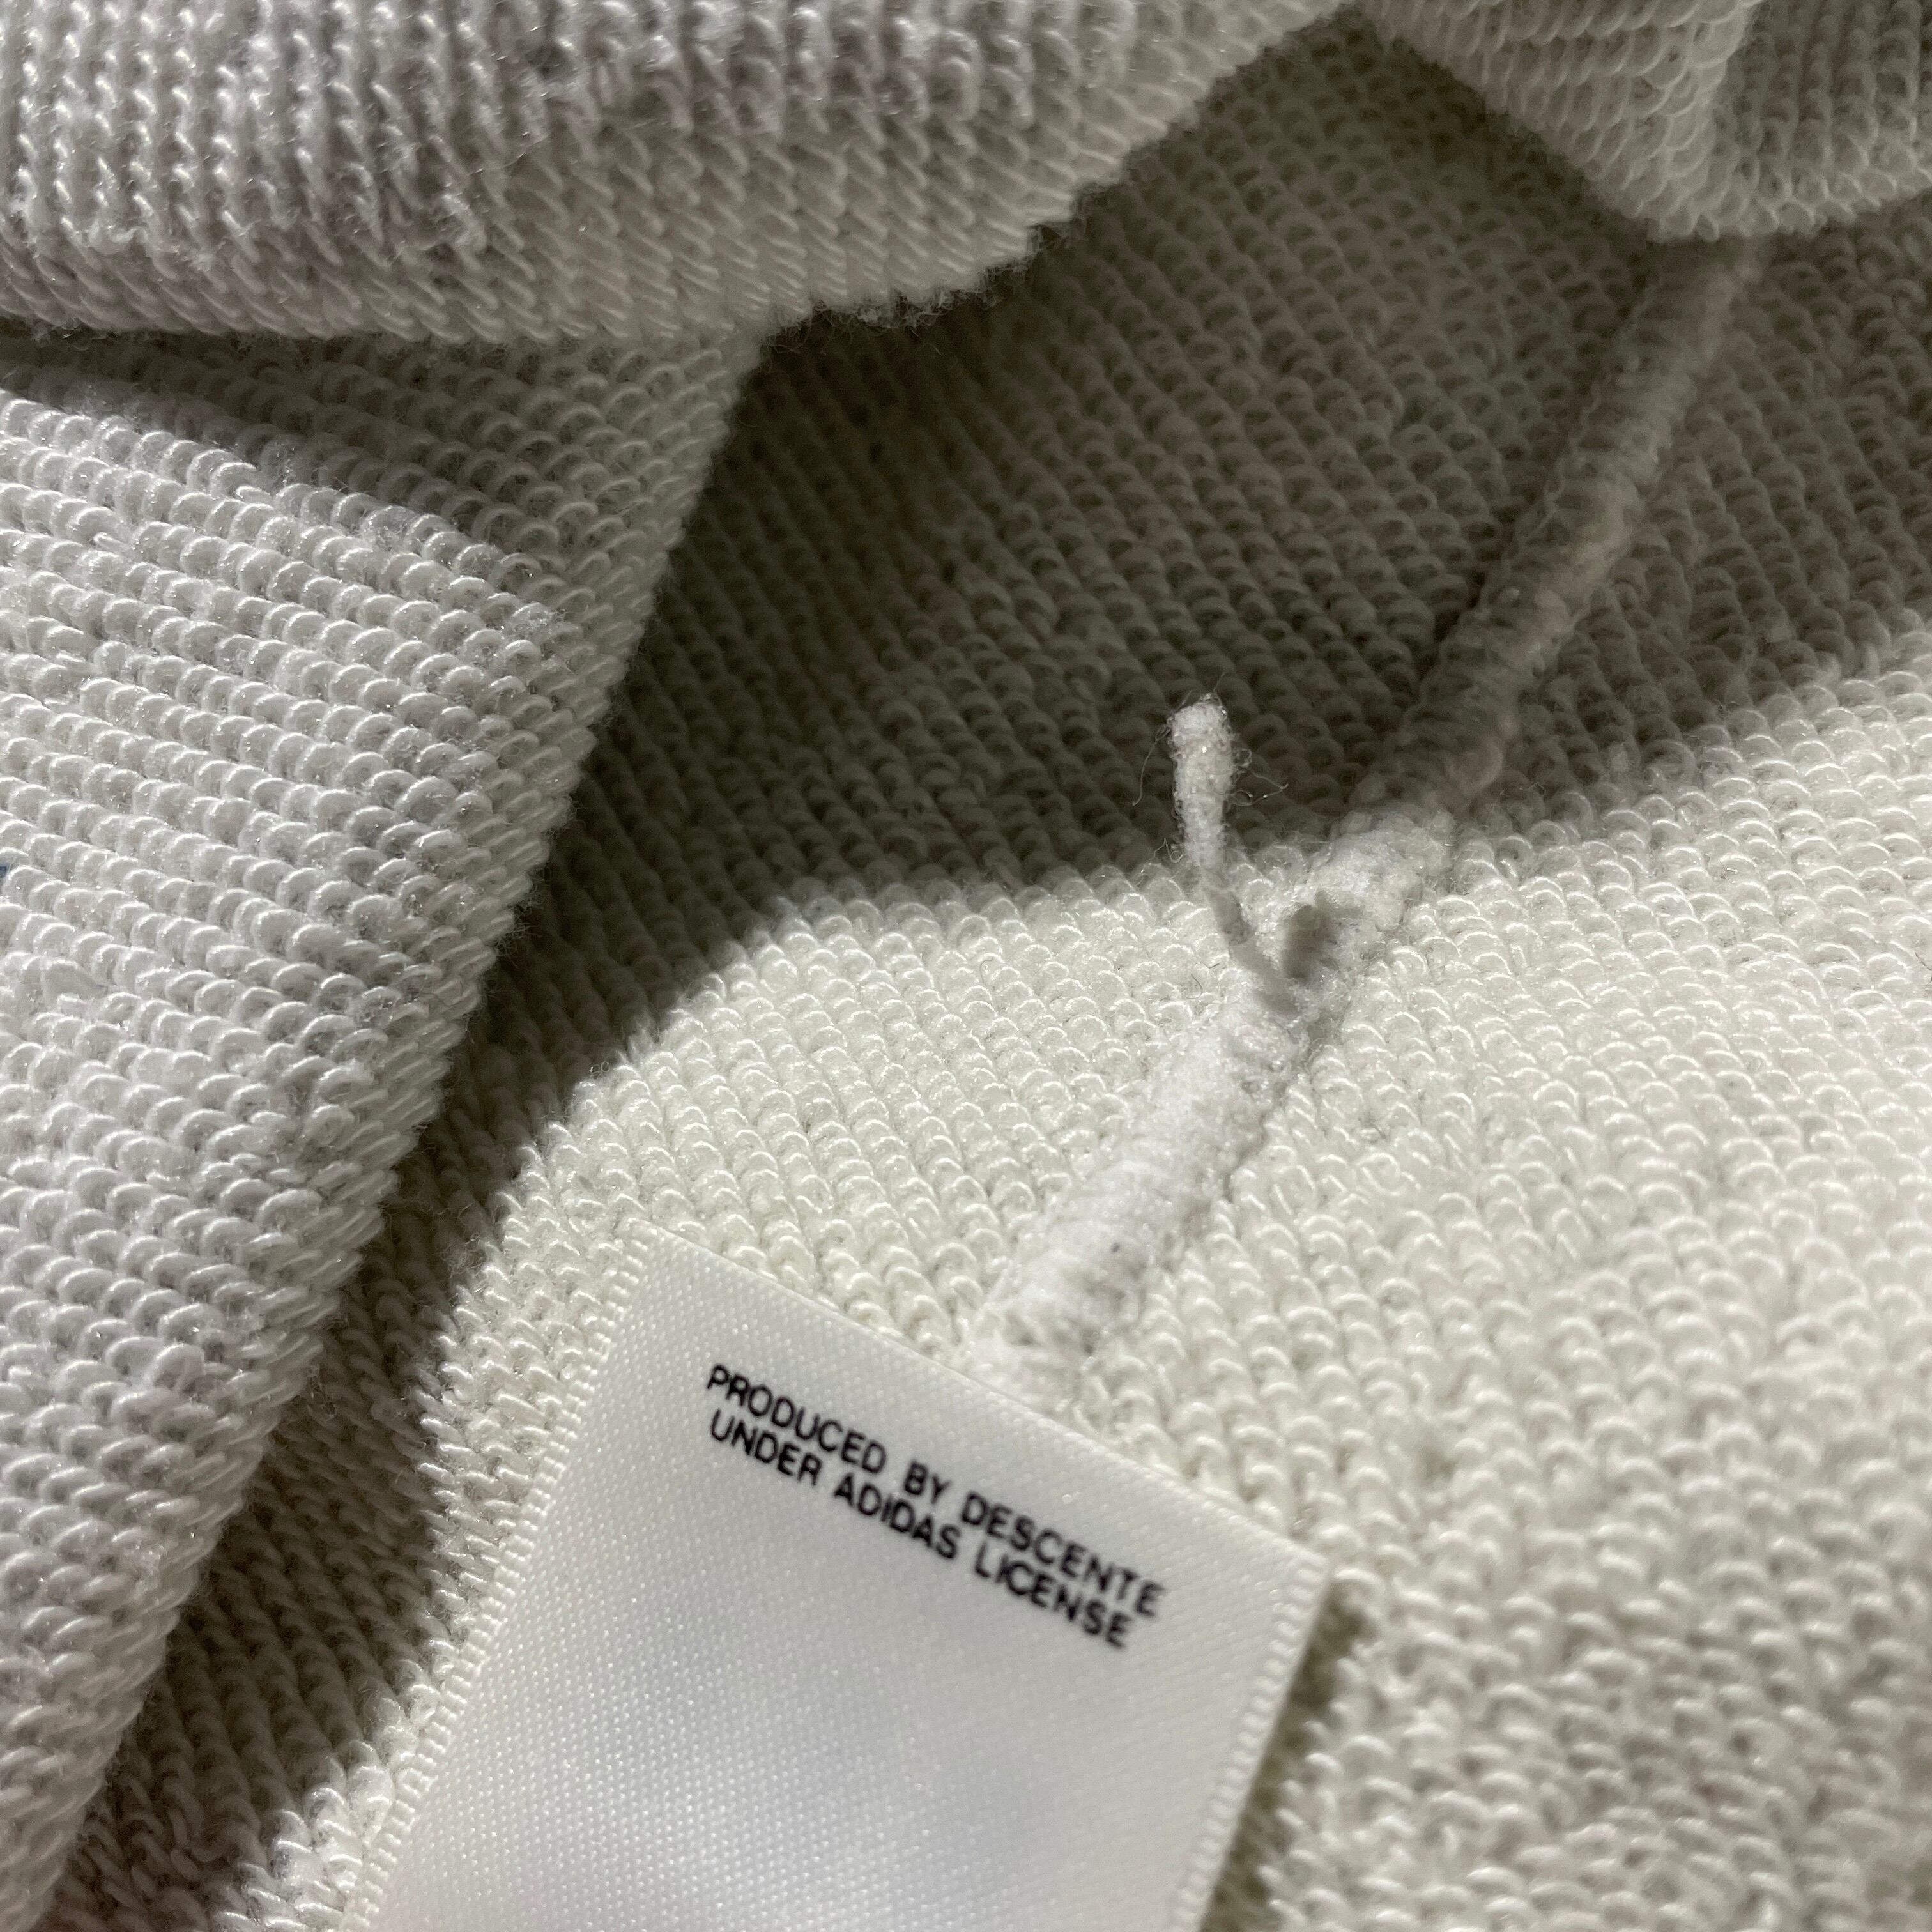 PRODUCED BY DESCENTE
UNDER ADIDAS LICENSE